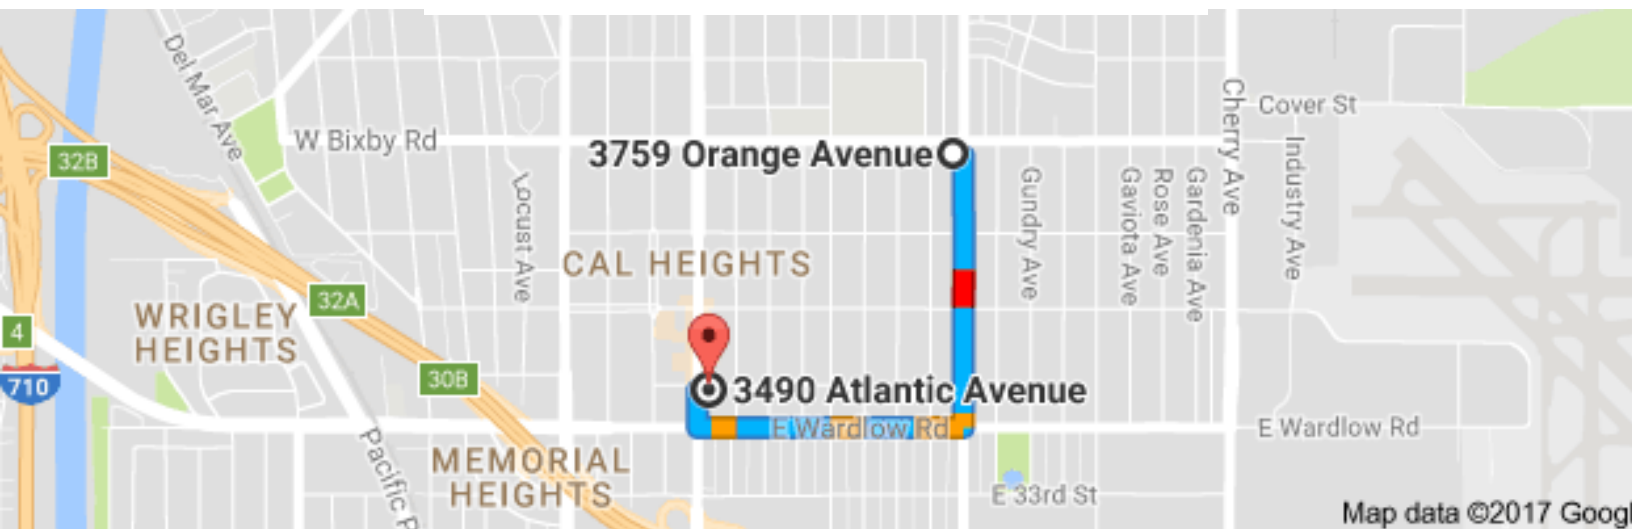 Del Mar Ave
Cover St
Cherry Ave
W Bixby Rd
32B
3759 Orange Avenue
Locust Ave
Gundry Ave
Gaviota Ave
Rose Ave
Gardenia Ave
Industry Ave
CAL HEIGHTS
32A
WRIGLEY
HEIGHTS
4
710
30B
3490 Atlantic Avenue
E Wardlow Rd
E Wardlow Rd
Pacific P
MEMORIAL
HEIGHTS
E 33rd St
Map data ©2017 Googl